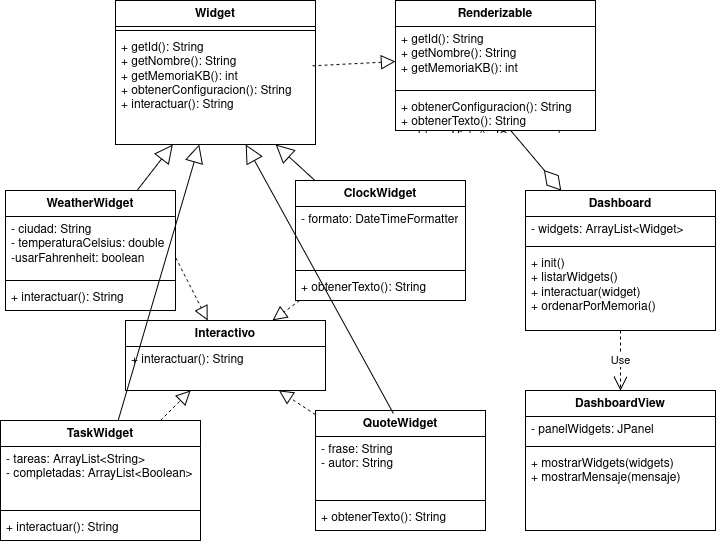 Widget
+ getId(): String
+ getNombre(): String
+ getMemoriaKB(): int
+ obtenerConfiguracion(): String
+ interactuar(): String
Renderizable
+ getId(): String
+ getNombre(): String
+ getMemoriaKB(): int
+ obtenerConfiguracion(): String
+ obtenerTexto(): String
WeatherWidget
- ciudad: String
- temperaturaCelsius: double
-usarFahrenheit: boolean
+ interactuar(): String
ClockWidget
- formato: DateTimeFormatter
+ obtenerTexto(): String
Dashboard
- widgets: ArrayList<Widget>
+ init()
+ listarWidgets()
+ interactuar(widget)
+ ordenarPorMemoria()
Interactivo
+ interactuar(): String
Use
TaskWidget
- tareas: ArrayList<String>
- completadas: ArrayList<Boolean>
+ interactuar(): String
QuoteWidget
- frase: String
- autor: String
+ obtenerTexto(): String
DashboardView
- panelWidgets: JPanel
+ mostrarWidgets(widgets)
+ mostrarMensaje(mensaje)